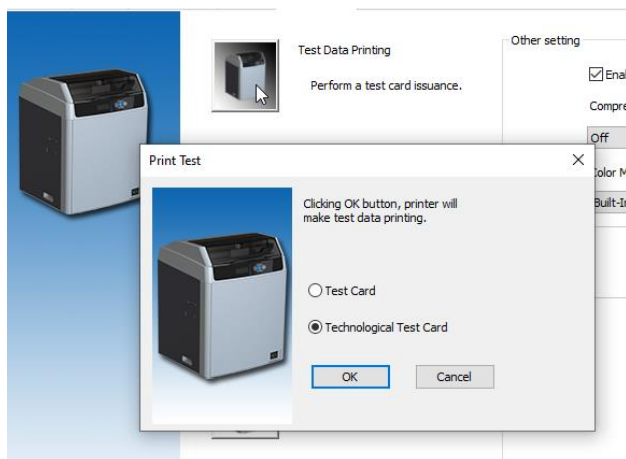 Test Data Printing
Perform a test card issuance.
Other setting
Off
Print Test
Clicking OK button, printer will
make test data printing.
Test Card
Technological Test Card
OK
Cancel